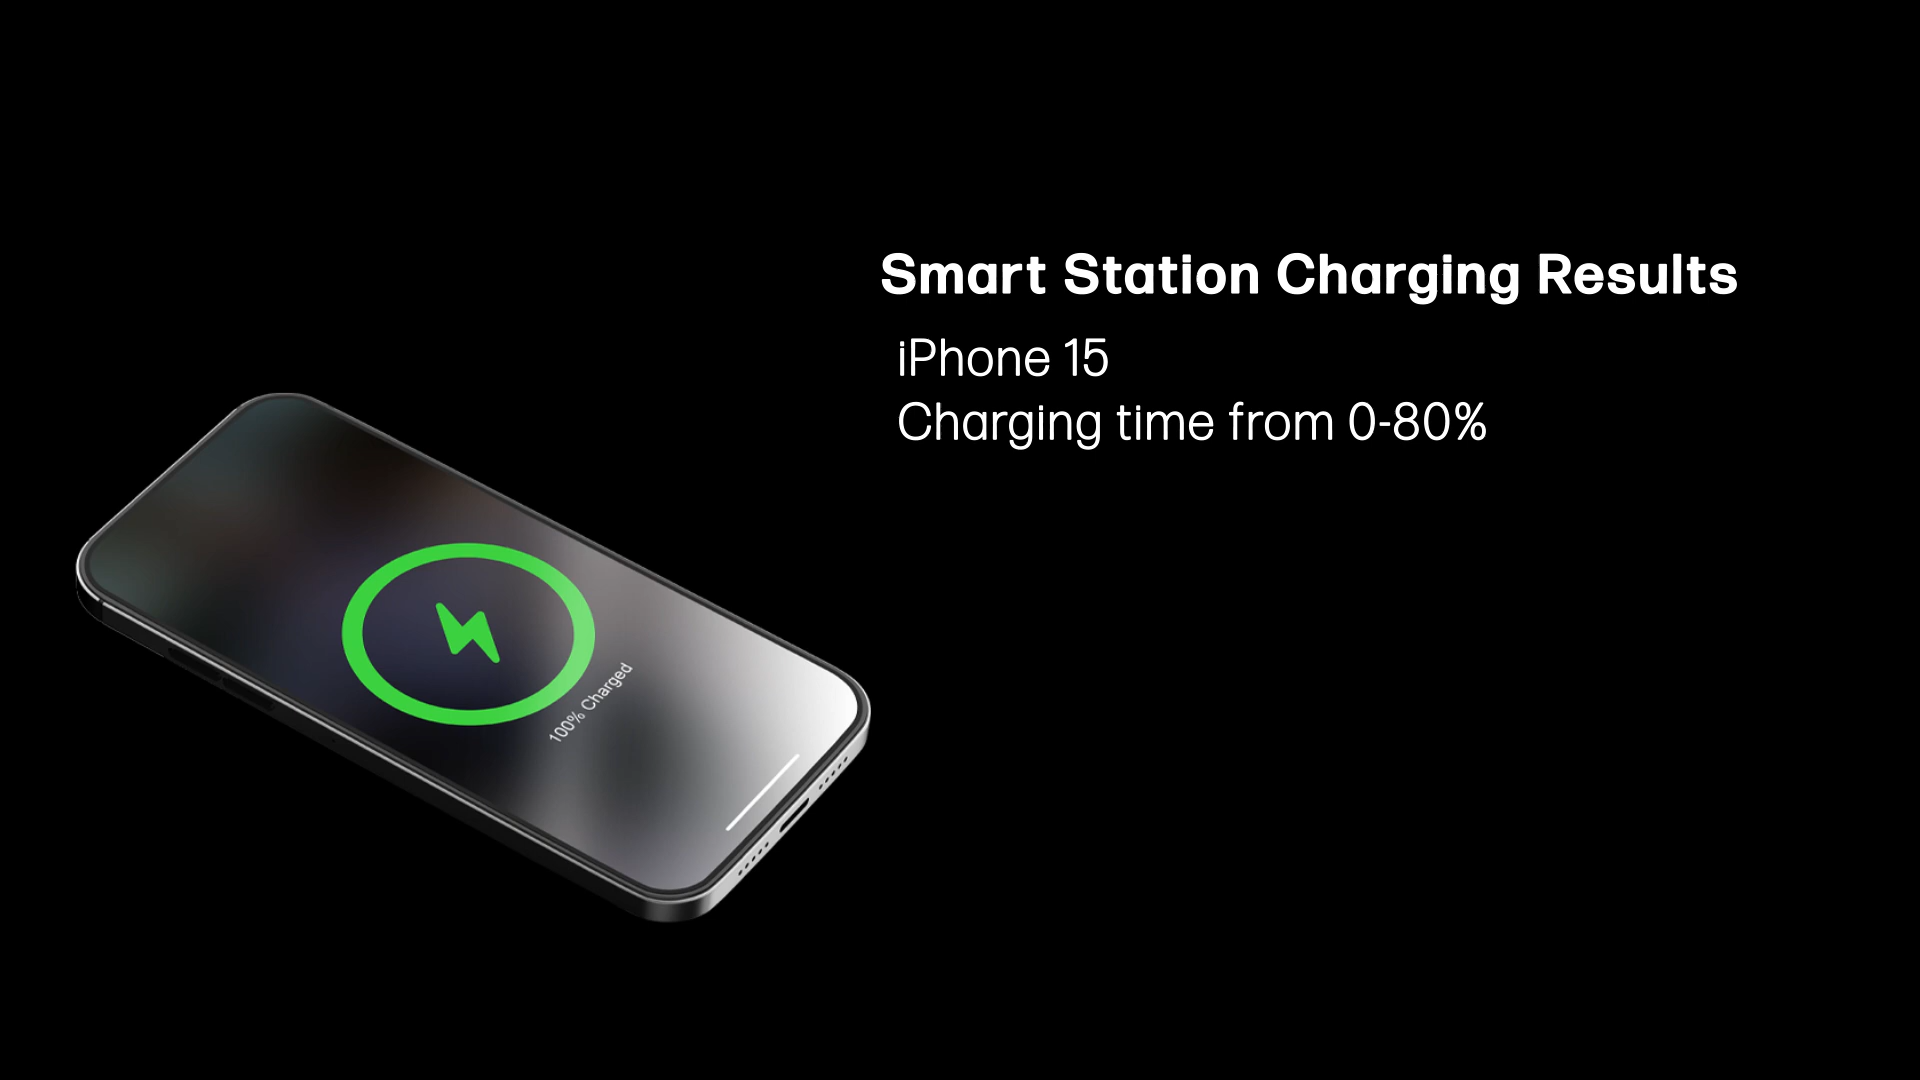 Smart Station Charging Results
iPhone 15
Charging time from 0-80%
100% Charged